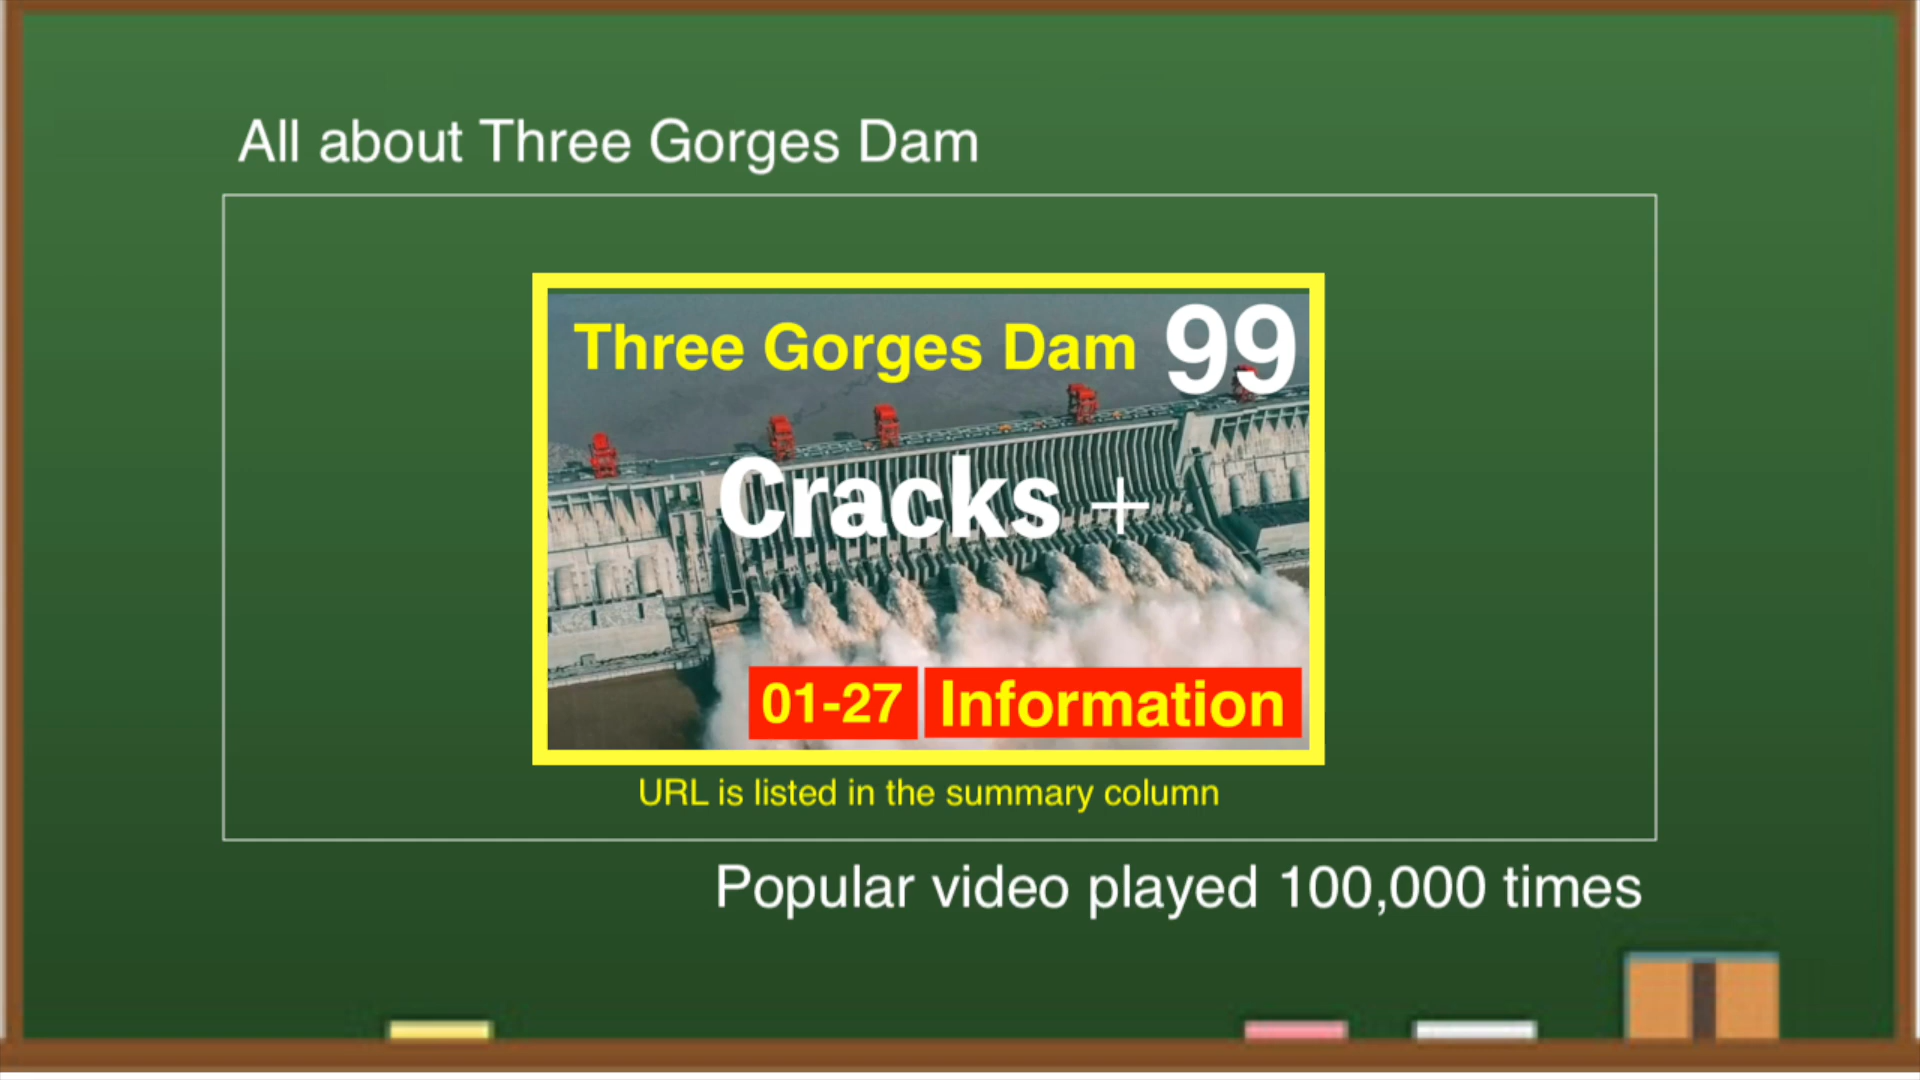 All about Three Gorges Dam
Three Gorges Dam 99
Cracks +
01-27 Information
URL is listed in the summary column
Popular video played 100,000 times